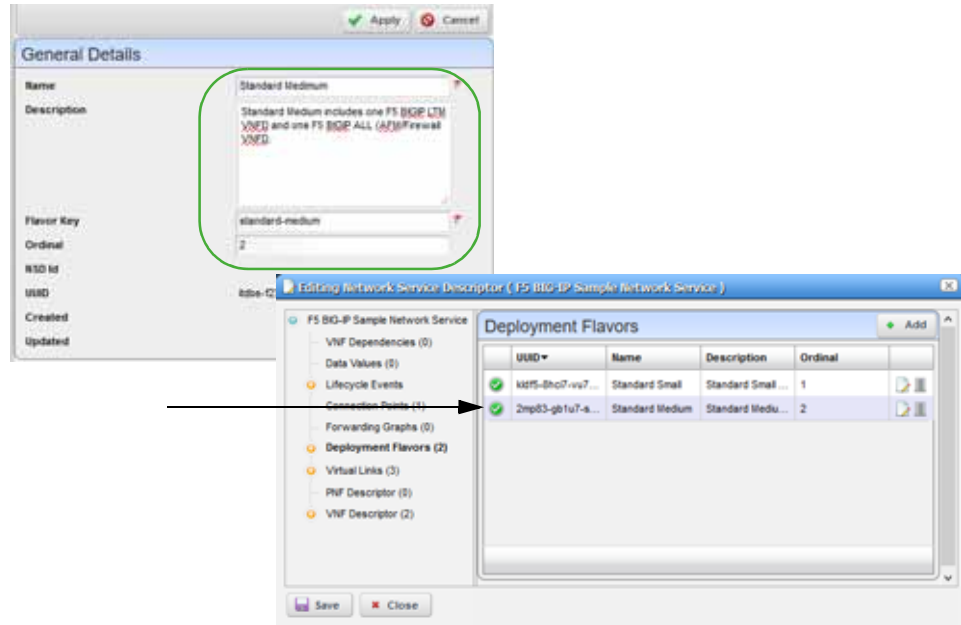 Apply Cancel
General Details
Name Standard Medimum
Description Standard Medium includes one F5 BIGIP LTM
VNFD and one F5 BIGIP ALL (AFM/Firewall
VNFD.
Flavor Key standard-medium
Ordinal 2
NSD Id
UUID
Created
Updated
Editing Network Service Descriptor ( F5 BIG-IP Sample Network Service )
F5 BIG-IP Sample Network Service
VNF Dependencies (0)
Data Values (0)
Lifecycle Events
Connection Points (1)
Forwarding Graphs (0)
Deployment Flavors (2)
Virtual Links (3)
PNF Descriptor (0)
VNF Descriptor (2)
Deployment Flavors Add
UUID Name Description Ordinal
Standard Small Standard Small ... 1
2mp83-gb1u7-s... Standard Medium Standard Mediu... 2
Save Close